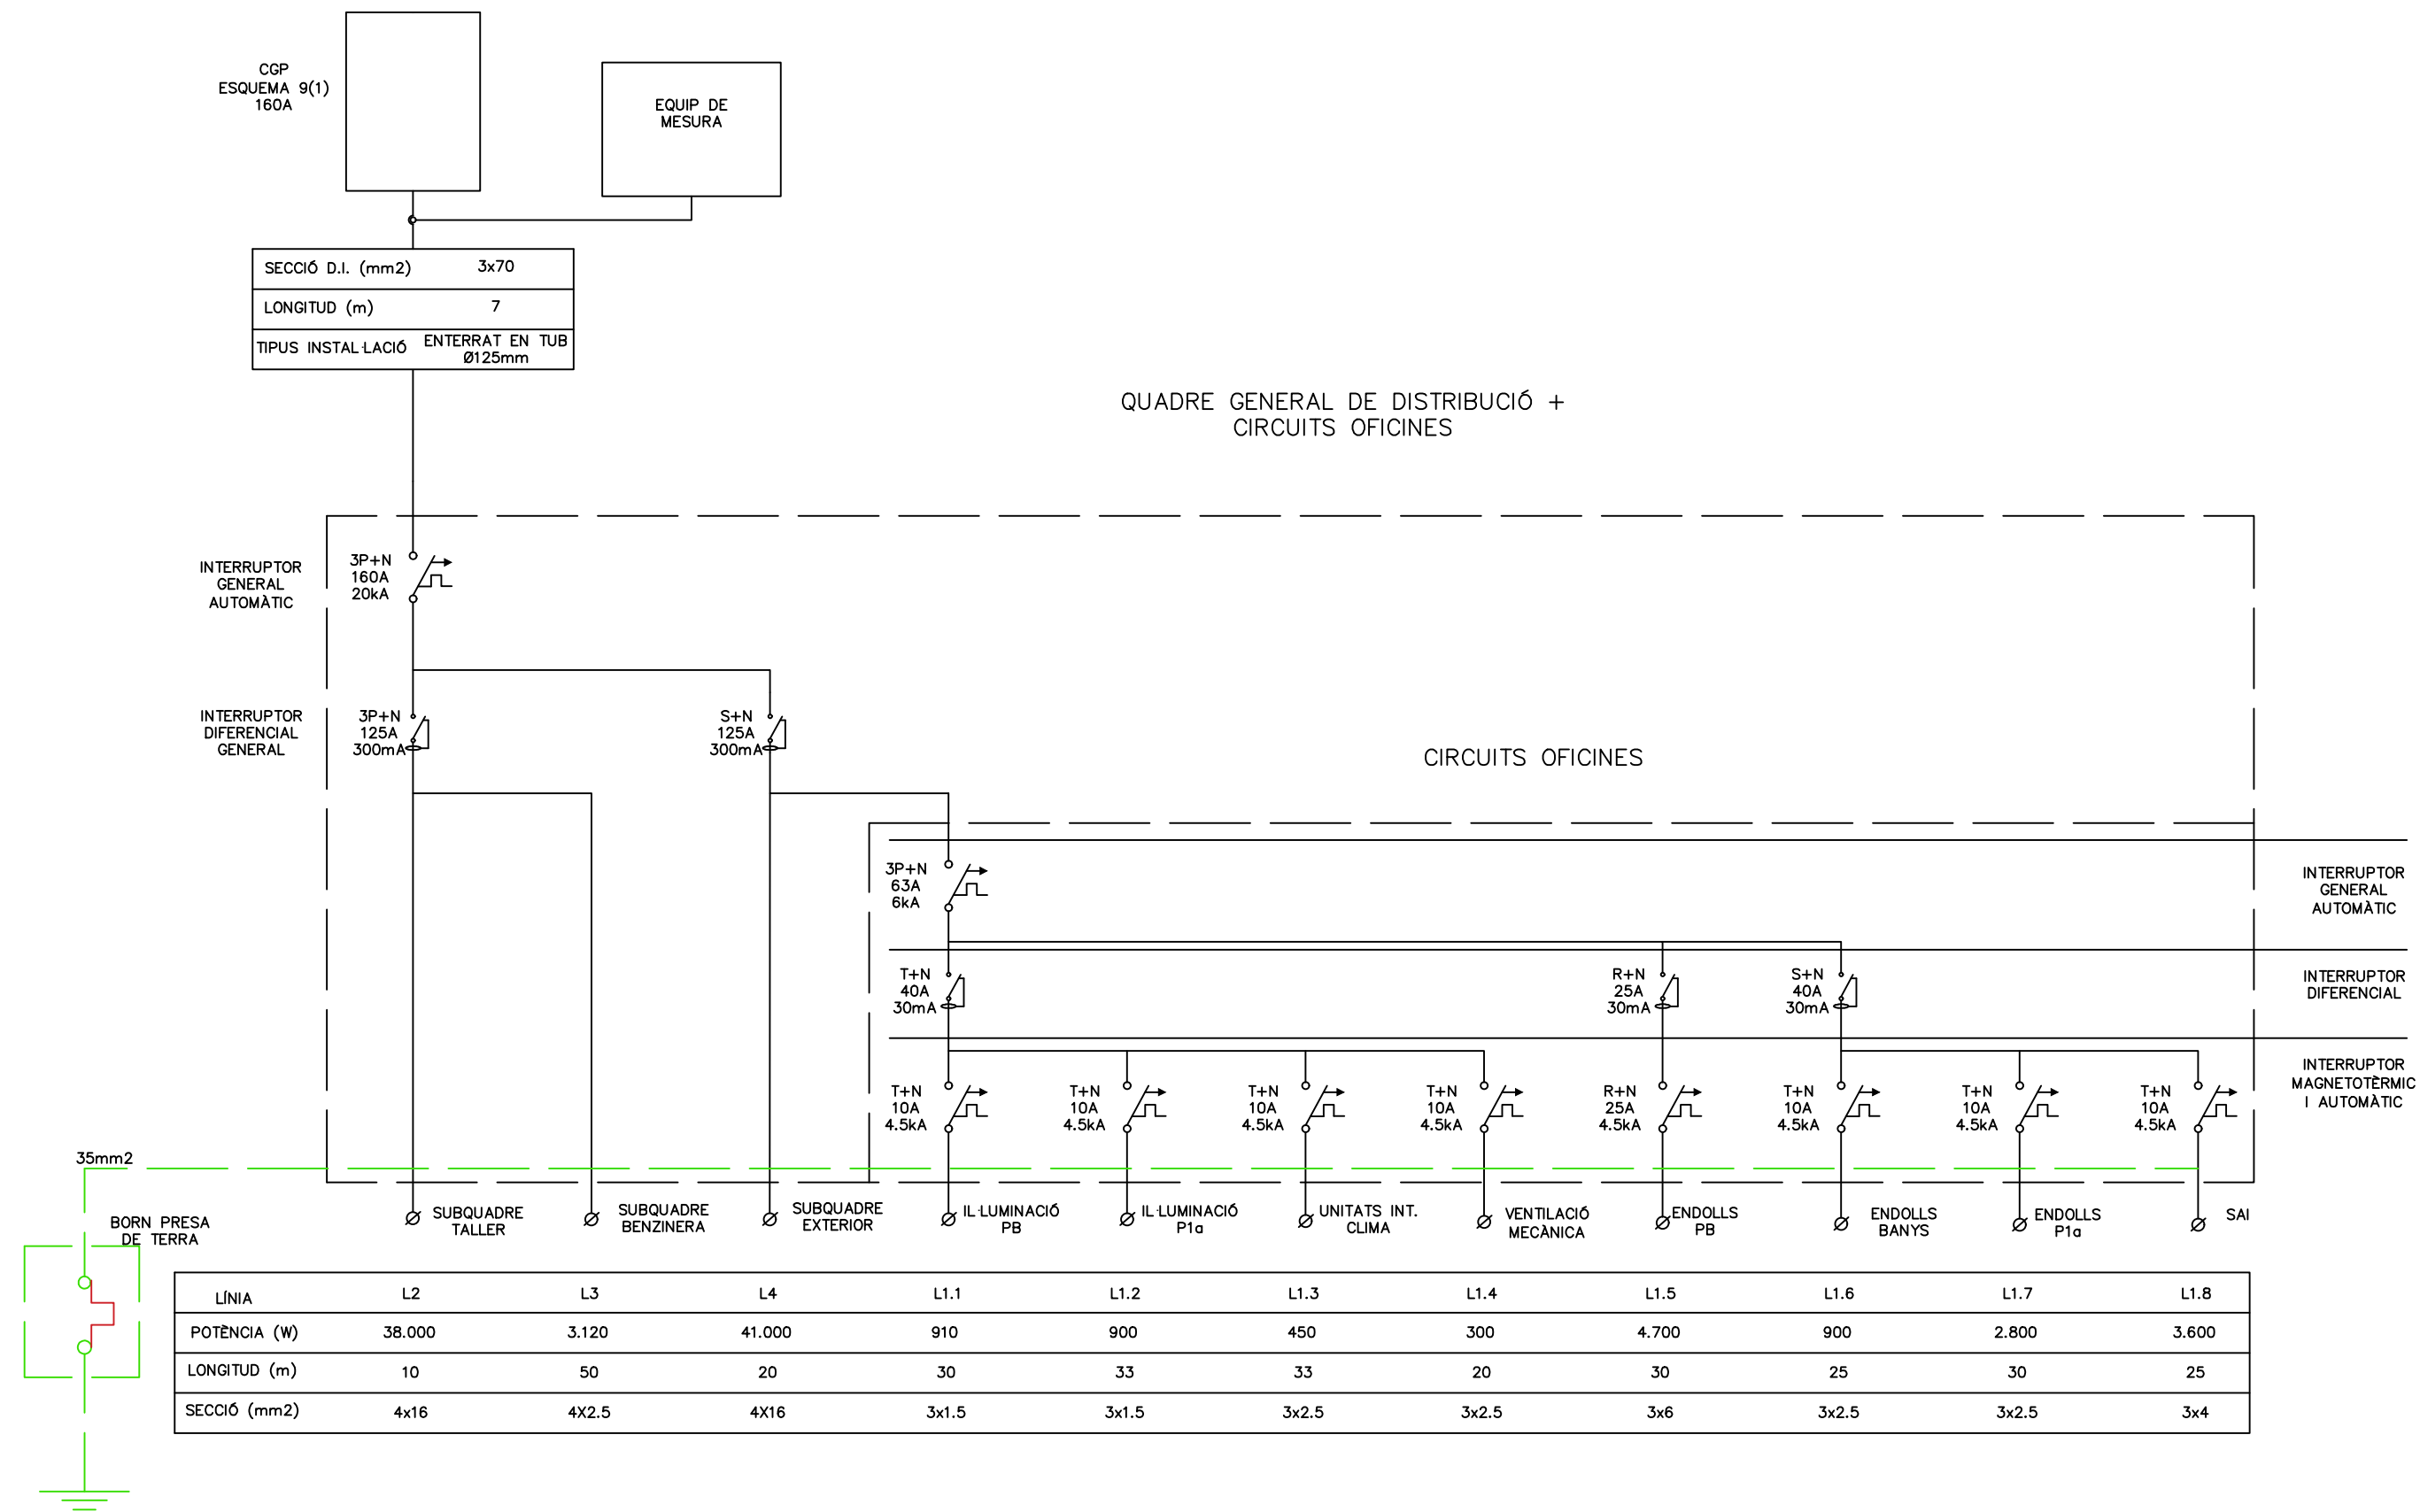 CGP
ESQUEMA 9(1)
160A
EQUIP DE
MESURA
SECCIÓ D.I. (mm2) 3x70
LONGITUD (m) 7
TIPUS INSTAL·LACIÓ ENTERRAT EN TUB
Ø125mm
QUADRE GENERAL DE DISTRIBUCIÓ +
CIRCUITS OFICINES
INTERRUPTOR
GENERAL
AUTOMÀTIC
3P+N
160A
20kA
INTERRUPTOR
DIFERENCIAL
GENERAL
3P+N
125A
300mA
S+N
125A
300mA
CIRCUITS OFICINES
3P+N
63A
6kA
INTERRUPTOR
GENERAL
AUTOMÀTIC
T+N
40A
30mA
R+N
25A
30mA
S+N
40A
30mA
INTERRUPTOR
DIFERENCIAL
T+N
10A
4.5kA
T+N
10A
4.5kA
T+N
10A
4.5kA
T+N
10A
4.5kA
R+N
25A
4.5kA
T+N
10A
4.5kA
T+N
10A
4.5kA
T+N
10A
4.5kA
INTERRUPTOR
MAGNETOTÈRMIC
I AUTOMÀTIC
35mm2
BORN PRESA
DE TERRA
SUBQUADRE
TALLER
SUBQUADRE
BENZINERA
SUBQUADRE
EXTERIOR
IL·LUMINACIÓ
PB
IL·LUMINACIÓ
P1a
UNITATS INT.
CLIMA
VENTILACIÓ
MECÀNICA
ENDOLLS
PB
ENDOLLS
BANYS
ENDOLLS
P1a
SAI
LÍNIA L2 L3 L4 L1.1 L1.2 L1.3 L1.4 L1.5 L1.6 L1.7 L1.8
POTÈNCIA (W) 38.000 3.120 41.000 910 900 450 300 4.700 900 2.800 3.600
LONGITUD (m) 10 50 20 30 33 33 20 30 25 30 25
SECCIÓ (mm2) 4x16 4X2.5 4X16 3x1.5 3x1.5 3x2.5 3x2.5 3x6 3x2.5 3x2.5 3x4